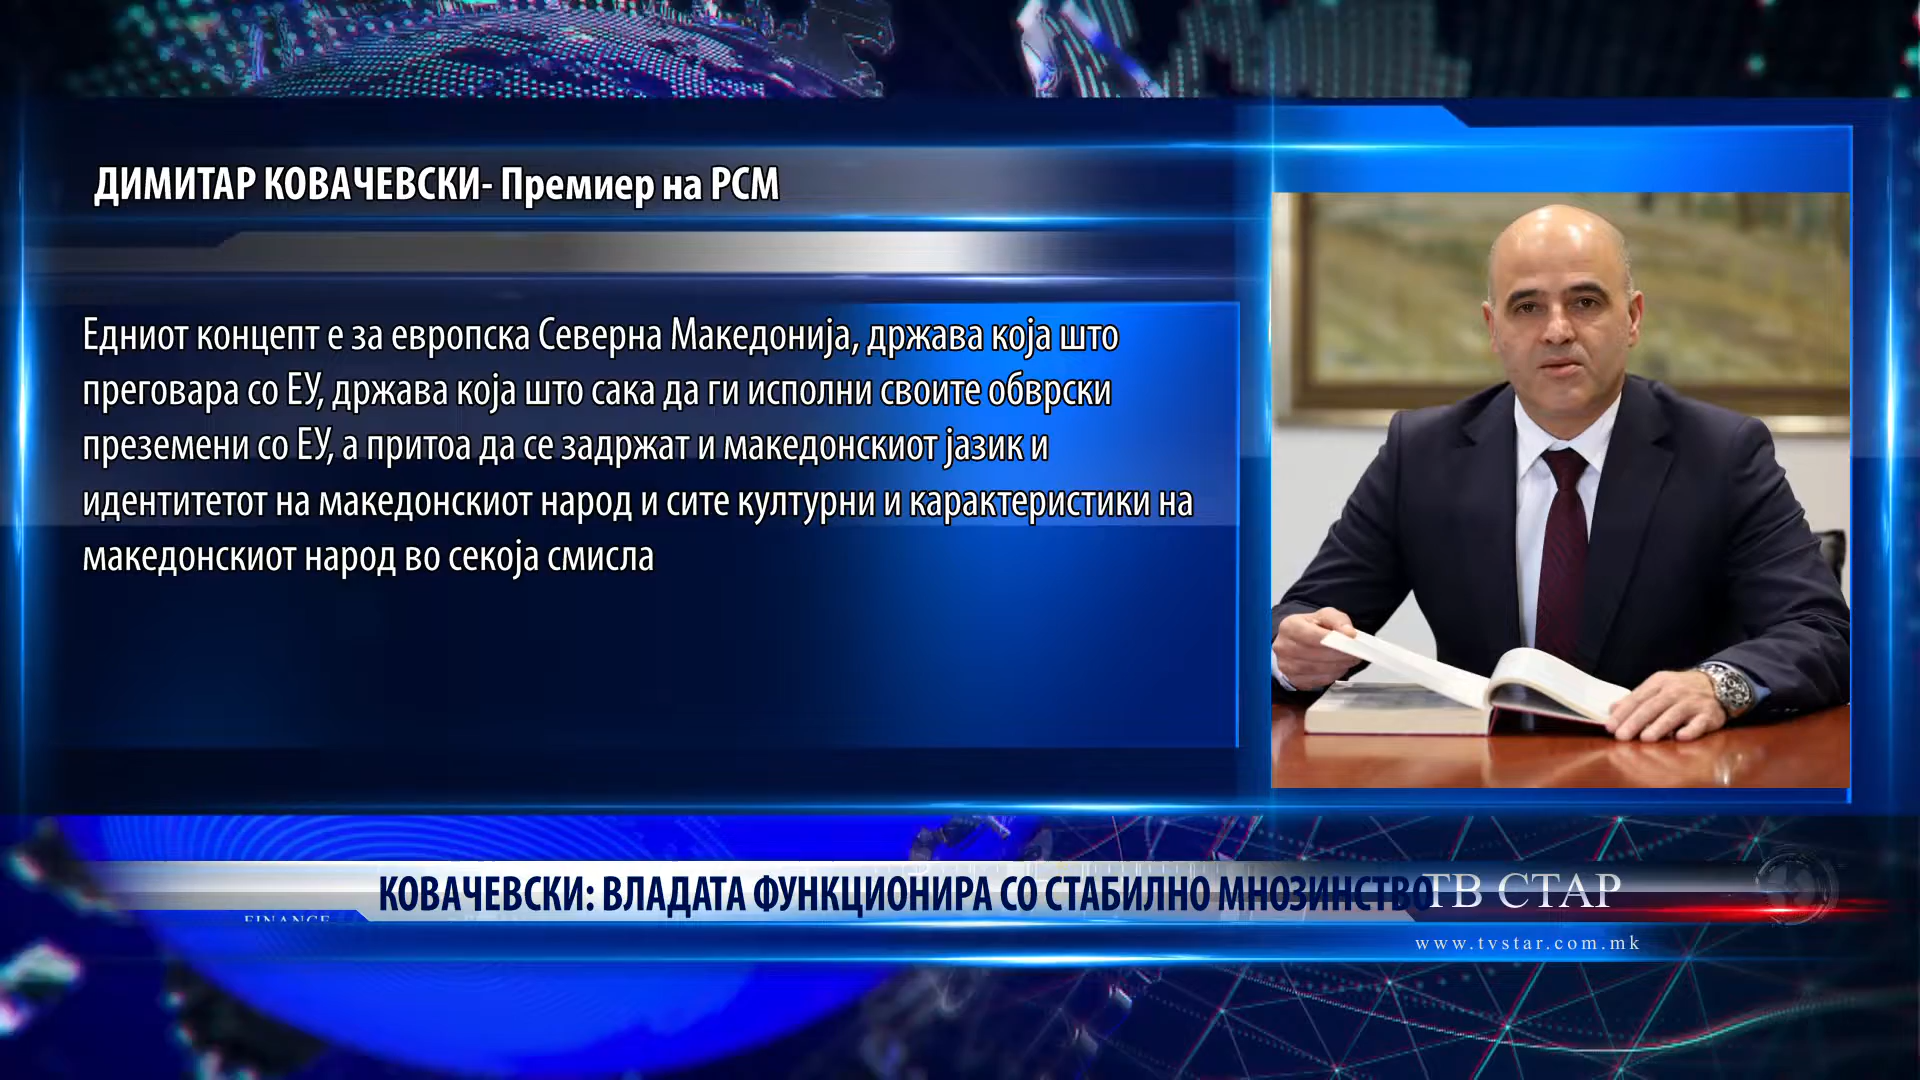 ДИМИТАР КОВАЧЕВСКИ- Премиер на РСМ
Едниот концепт е за европска Северна Македонија, држава која што
преговара со ЕУ, држава која што сака да ги исполни своите обврски
преземени со ЕУ, а притоа да се задржат и македонскиот јазик и
идентитетот на македонскиот народ и сите културни и карактеристики на
македонскиот народ во секоја смисла
КОВАЧЕВСКИ: ВЛАДАТА ФУНКЦИОНИРА СО СТАБИЛНО МНОЗИНСТВО
ТВ СТАР
FINANCE
www.tvstar.com.mk